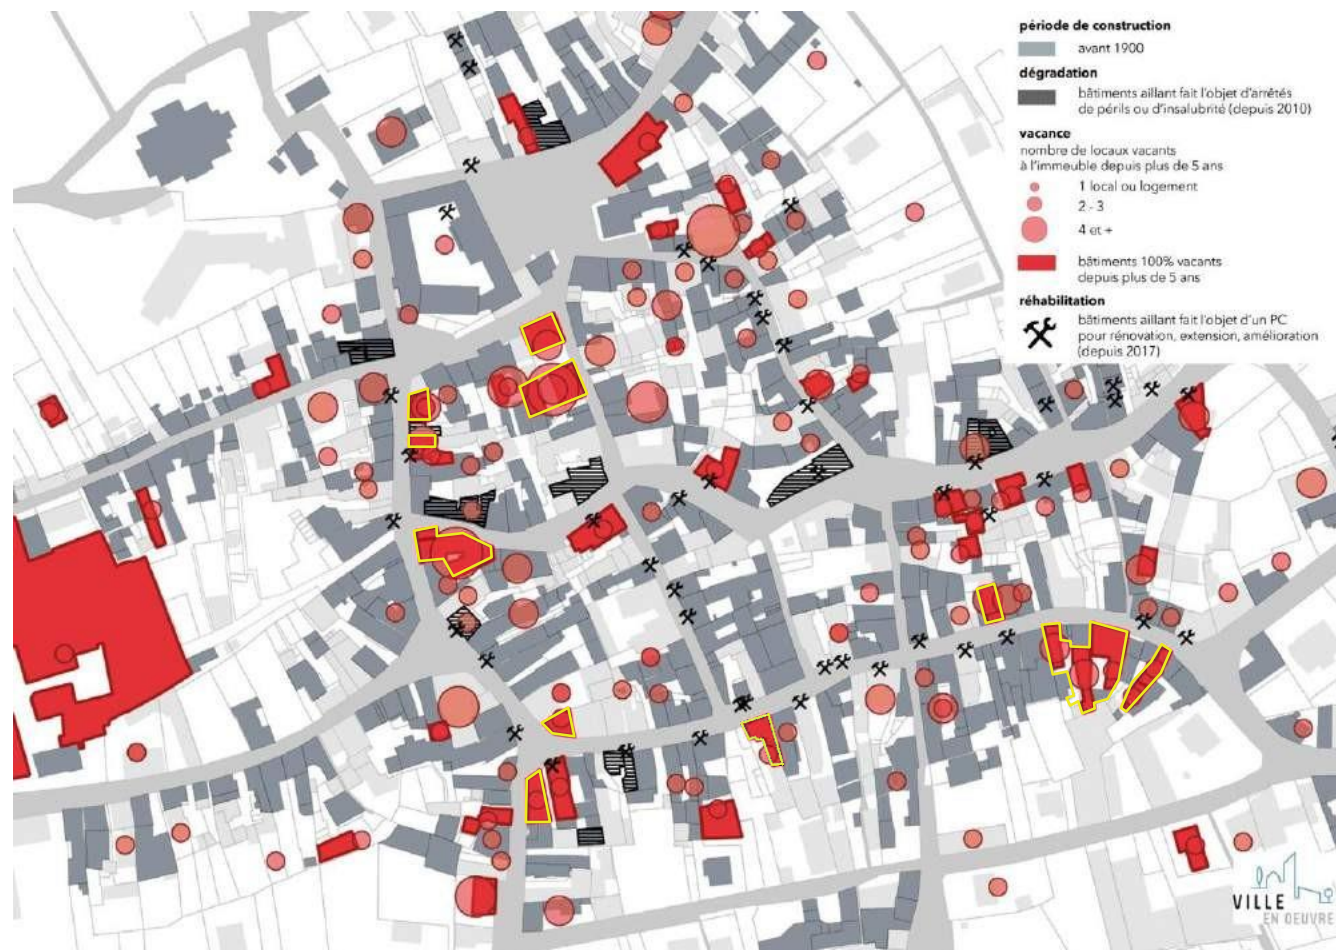 période de construction
avant 1900
dégradation
bâtiments aillant fait l'objet d'arrêtés
de périls ou d'insalubrité (depuis 2010)
vacance
nombre de locaux vacants
à l'immeuble depuis plus de 5 ans
1 local ou logement
2 - 3
4 et +
bâtiments 100% vacants
depuis plus de 5 ans
réhabilitation
bâtiments aillant fait l'objet d'un PC
pour rénovation, extension, amélioration
(depuis 2017)
VILLE
EN OEUVRE